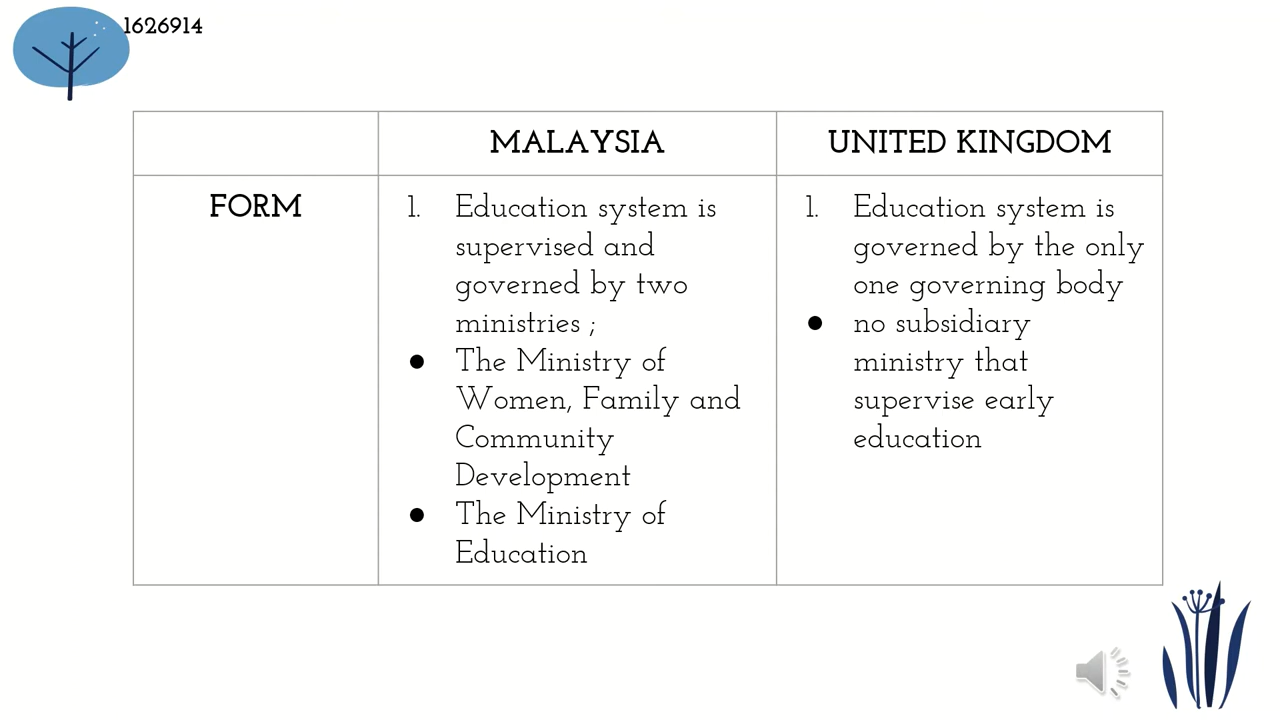 1626914
MALAYSIA
UNITED KINGDOM
FORM
1. Education system is
supervised and
governed by two
ministries ;
● The Ministry of
Women, Family and
Community
Development
● The Ministry of
Education
1. Education system is
governed by the only
one governing body
● no subsidiary
ministry that
supervise early
education